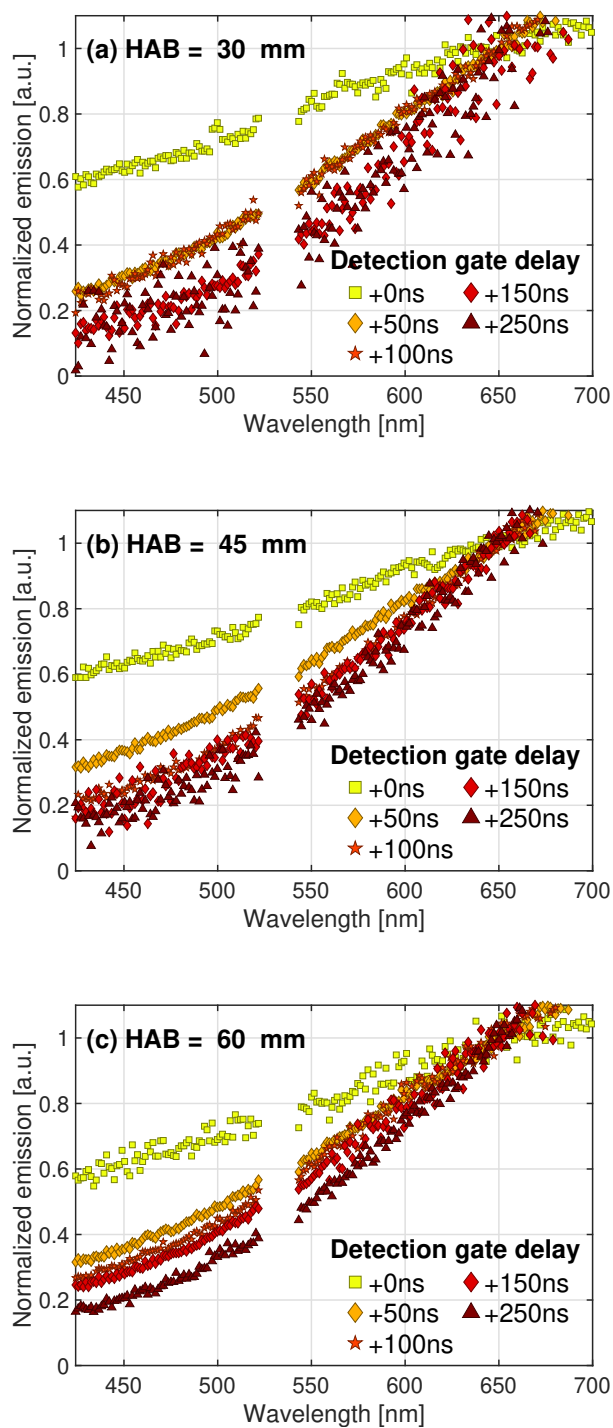 (a) HAB = 30 mm
Normalized emission [a.u.]
1
0.8
0.6
0.4
0.2
0
Detection gate delay
+0ns +150ns
+50ns +250ns
+100ns
450 500 550 600 650 700
Wavelength [nm]
(b) HAB = 45 mm
Normalized emission [a.u.]
1
0.8
0.6
0.4
0.2
0
Detection gate delay
+0ns +150ns
+50ns +250ns
+100ns
450 500 550 600 650 700
Wavelength [nm]
(c) HAB = 60 mm
Normalized emission [a.u.]
1
0.8
0.6
0.4
0.2
0
Detection gate delay
+0ns +150ns
+50ns +250ns
+100ns
450 500 550 600 650 700
Wavelength [nm]